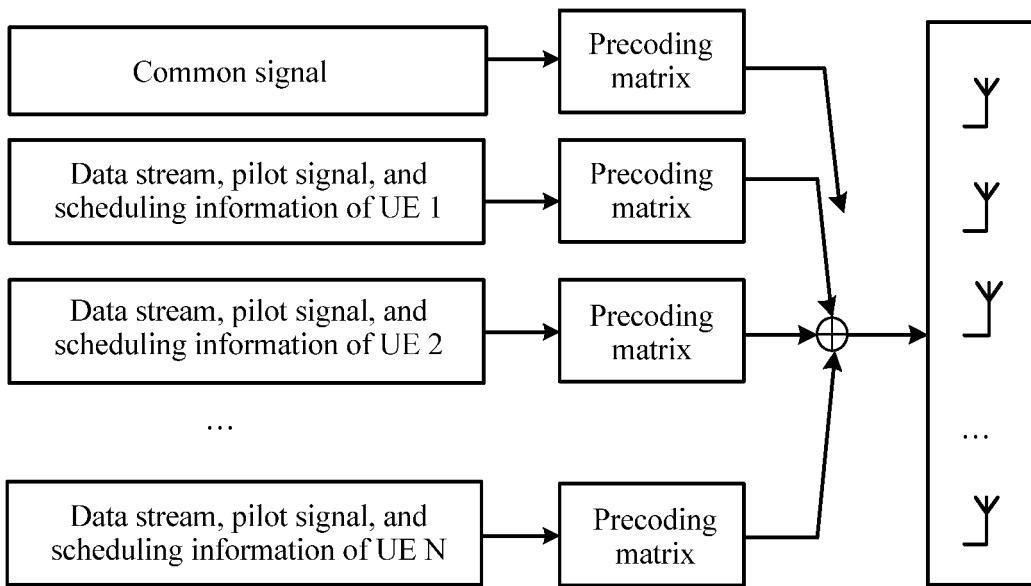 Common signal
Precoding
matrix
Data stream, pilot signal, and
scheduling information of UE 1
Precoding
matrix
Data stream, pilot signal, and
scheduling information of UE 2
Precoding
matrix
...
...
Data stream, pilot signal, and
scheduling information of UE N
Precoding
matrix